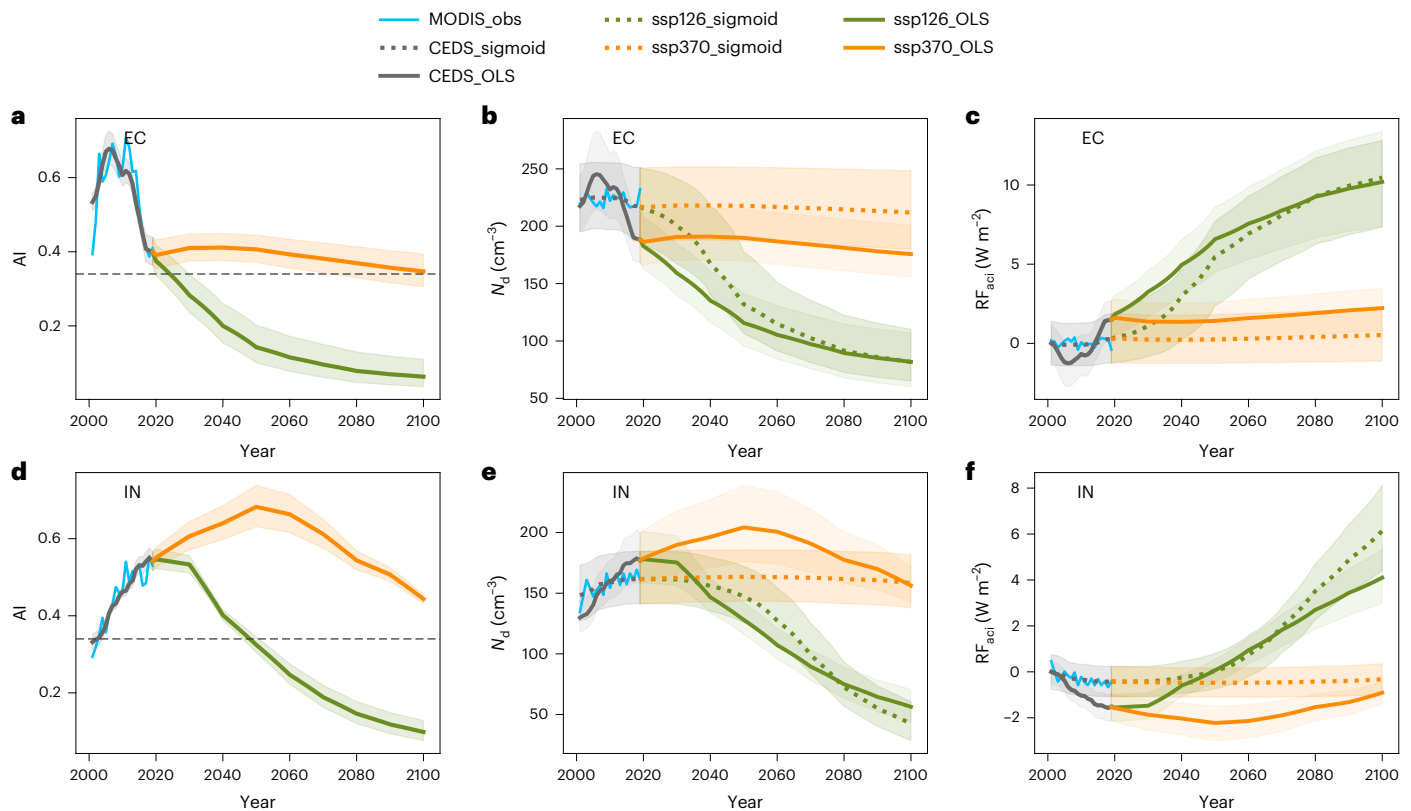 MODIS_obs ssp126_sigmoid ssp126_OLS
CEDS_sigmoid ssp370_sigmoid ssp370_OLS
CEDS_OLS
a
EC
AI
0.6
0.4
0.2
2000 2020 2040 2060 2080 2100
Year
b
EC
Nd (cm−3)
250
200
150
100
50
2000 2020 2040 2060 2080 2100
Year
c
EC
RFaci (W m−2)
10
5
0
2000 2020 2040 2060 2080 2100
Year
d
IN
AI
0.6
0.4
0.2
2000 2020 2040 2060 2080 2100
Year
e
IN
Nd (cm−3)
200
150
100
50
2000 2020 2040 2060 2080 2100
Year
f
IN
RFaci (W m−2)
8
6
4
2
0
−2
2000 2020 2040 2060 2080 2100
Year